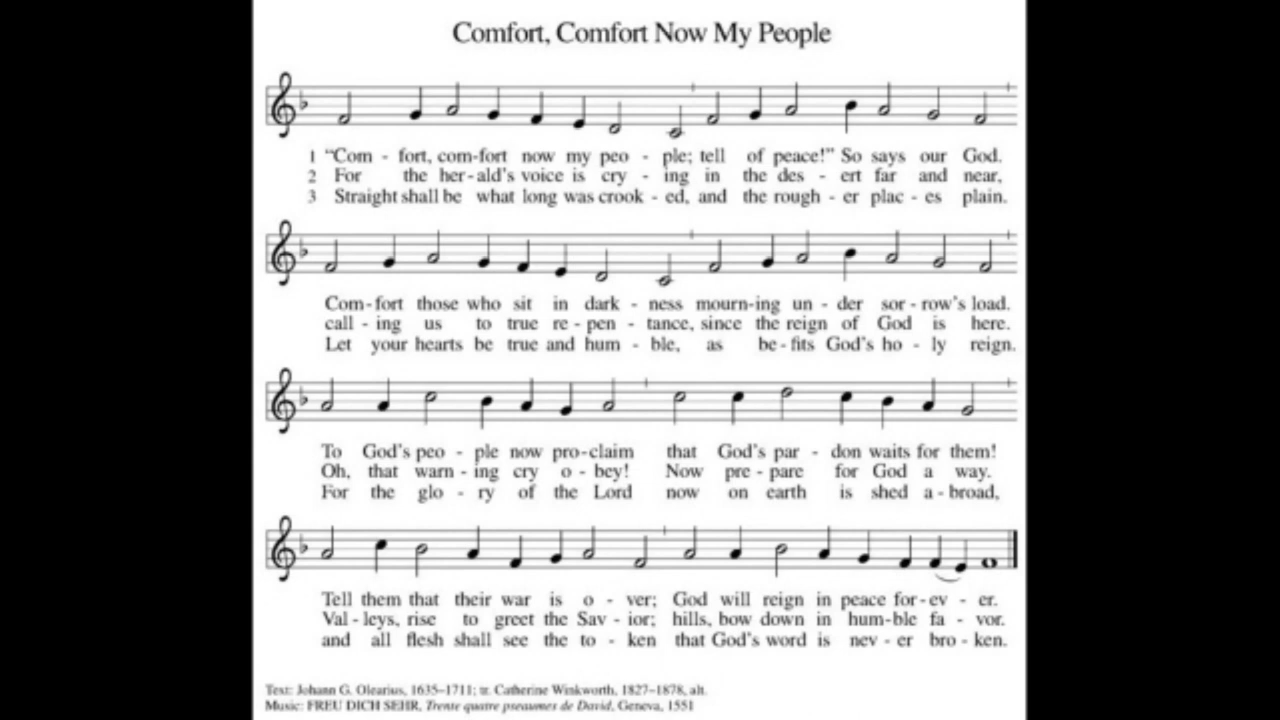 Comfort, Comfort Now My People
1 “Com - fort, com-fort now my peo - ple; tell of peace!” So says our God.
2 For the her-ald's voice is cry - ing in the des - ert far and near,
3 Straight shall be what long was crook - ed, and the rough - er plac - es plain.
Com-fort those who sit in dark - ness mourn-ing un - der sor-row's load.
call - ing us to true re-pen - tance, since the reign of God is here.
Let your hearts be true and hum - ble, as be-fits God's ho - ly reign.
To God's peo - ple now pro-claim that God's par - don waits for them!
Oh, that warn-ing cry o-bey! Now pre-pare for God a way.
For the glo - ry of the Lord now on earth is shed a-broad,
Tell them that their war is o - ver; God will reign in peace for-ev - er.
Val-leys, rise to greet the Sav - ior; hills, bow down in hum-ble fa - vor.
and all flesh shall see the to - ken that God's word is nev - er bro-ken.
Text: Johann G. Olearius, 1635–1711; tr. Catherine Winkworth, 1827–1878, alt.
Music: FREU DICH SEHR, Trente quatre pseaumes de David, Geneva, 1551